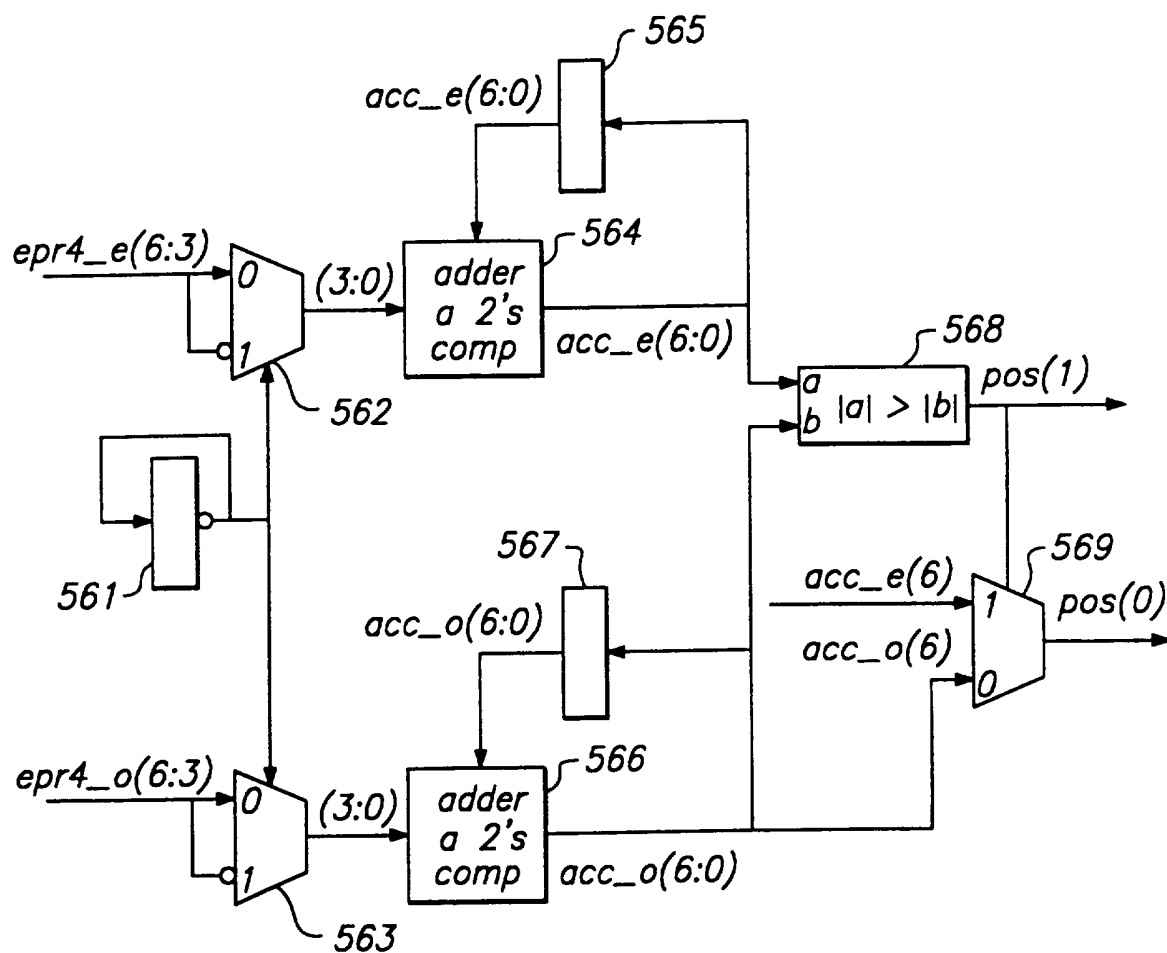 565
acc_e(6:0)
epr4_e(6:3)
0
1
(3:0)
562
564
adder
a 2's
comp
acc_e(6:0)
568
a
b
|a| > |b|
pos(1)
561
567
acc_o(6:0)
569
acc_e(6)
1
acc_o(6)
0
pos(0)
epr4_o(6:3)
0
1
(3:0)
563
566
adder
a 2's
comp
acc_o(6:0)